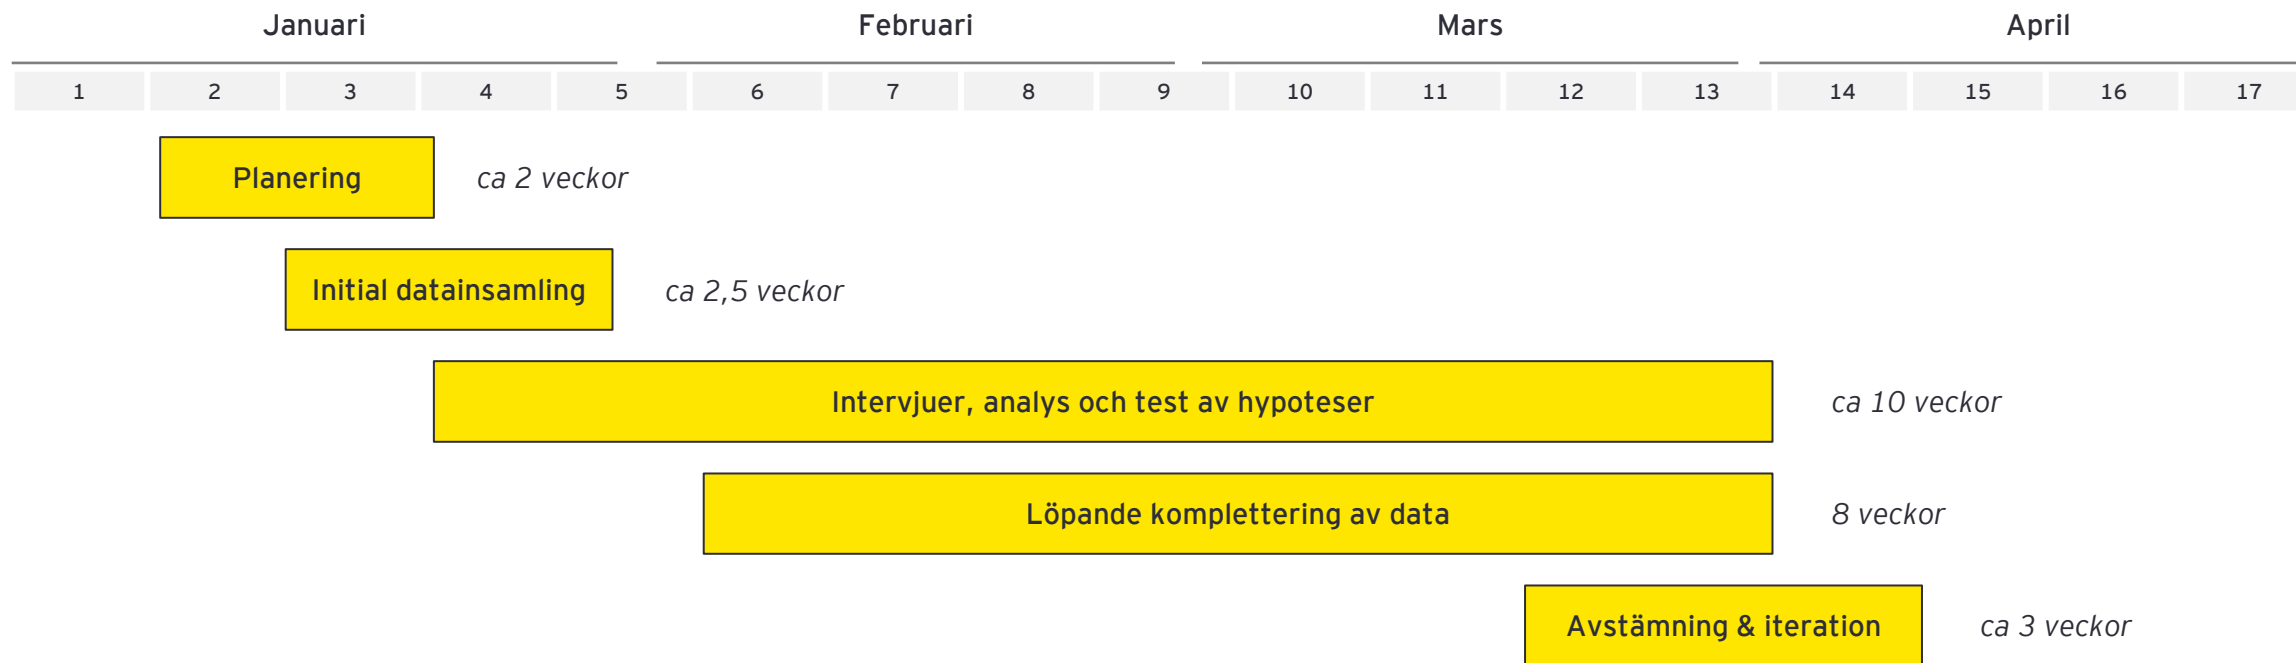 Januari Februari Mars April
1 2 3 4 5 6 7 8 9 10 11 12 13 14 15 16 17
Planering ca 2 veckor
Initial datainsamling ca 2,5 veckor
Intervjuer, analys och test av hypoteser ca 10 veckor
Löpande komplettering av data 8 veckor
Avstämning & iteration ca 3 veckor